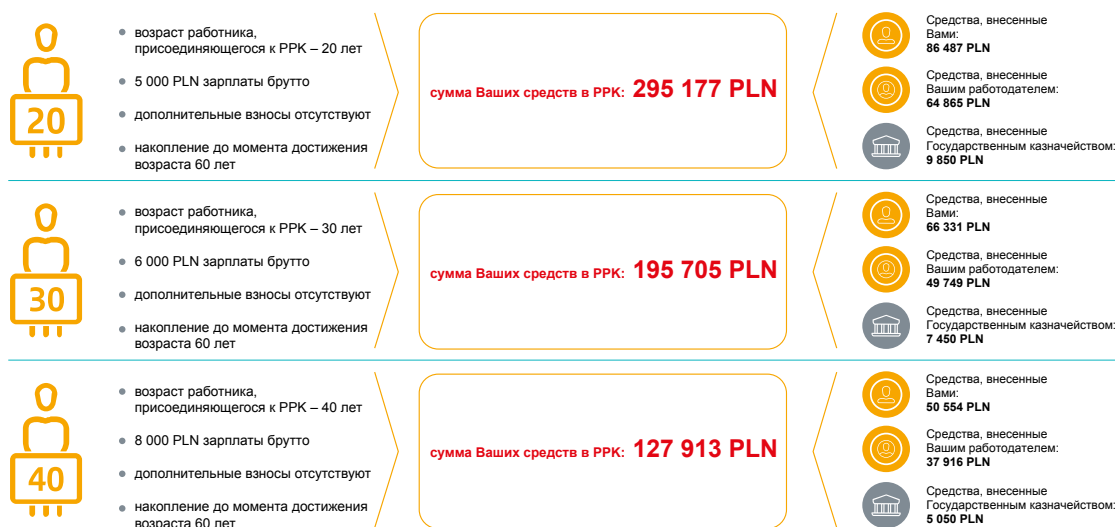 20
возраст работника,
присоединяющегося к PPK – 20 лет
5 000 PLN зарплаты брутто
дополнительные взносы отсутствуют
накопление до момента достижения
возраста 60 лет
сумма Ваших средств в PPK: 295 177 PLN
Средства, внесенные
Вами:
86 487 PLN
Средства, внесенные
Вашим работодателем:
64 865 PLN
Средства, внесенные
Государственным казначейством:
9 850 PLN
30
возраст работника,
присоединяющегося к PPK – 30 лет
6 000 PLN зарплаты брутто
дополнительные взносы отсутствуют
накопление до момента достижения
возраста 60 лет
сумма Ваших средств в PPK: 195 705 PLN
Средства, внесенные
Вами:
66 331 PLN
Средства, внесенные
Вашим работодателем:
49 749 PLN
Средства, внесенные
Государственным казначейством:
7 450 PLN
40
возраст работника,
присоединяющегося к PPK – 40 лет
8 000 PLN зарплаты брутто
дополнительные взносы отсутствуют
накопление до момента достижения
возраста 60 лет
сумма Ваших средств в PPK: 127 913 PLN
Средства, внесенные
Вами:
50 554 PLN
Средства, внесенные
Вашим работодателем:
37 916 PLN
Средства, внесенные
Государственным казначейством:
5 050 PLN